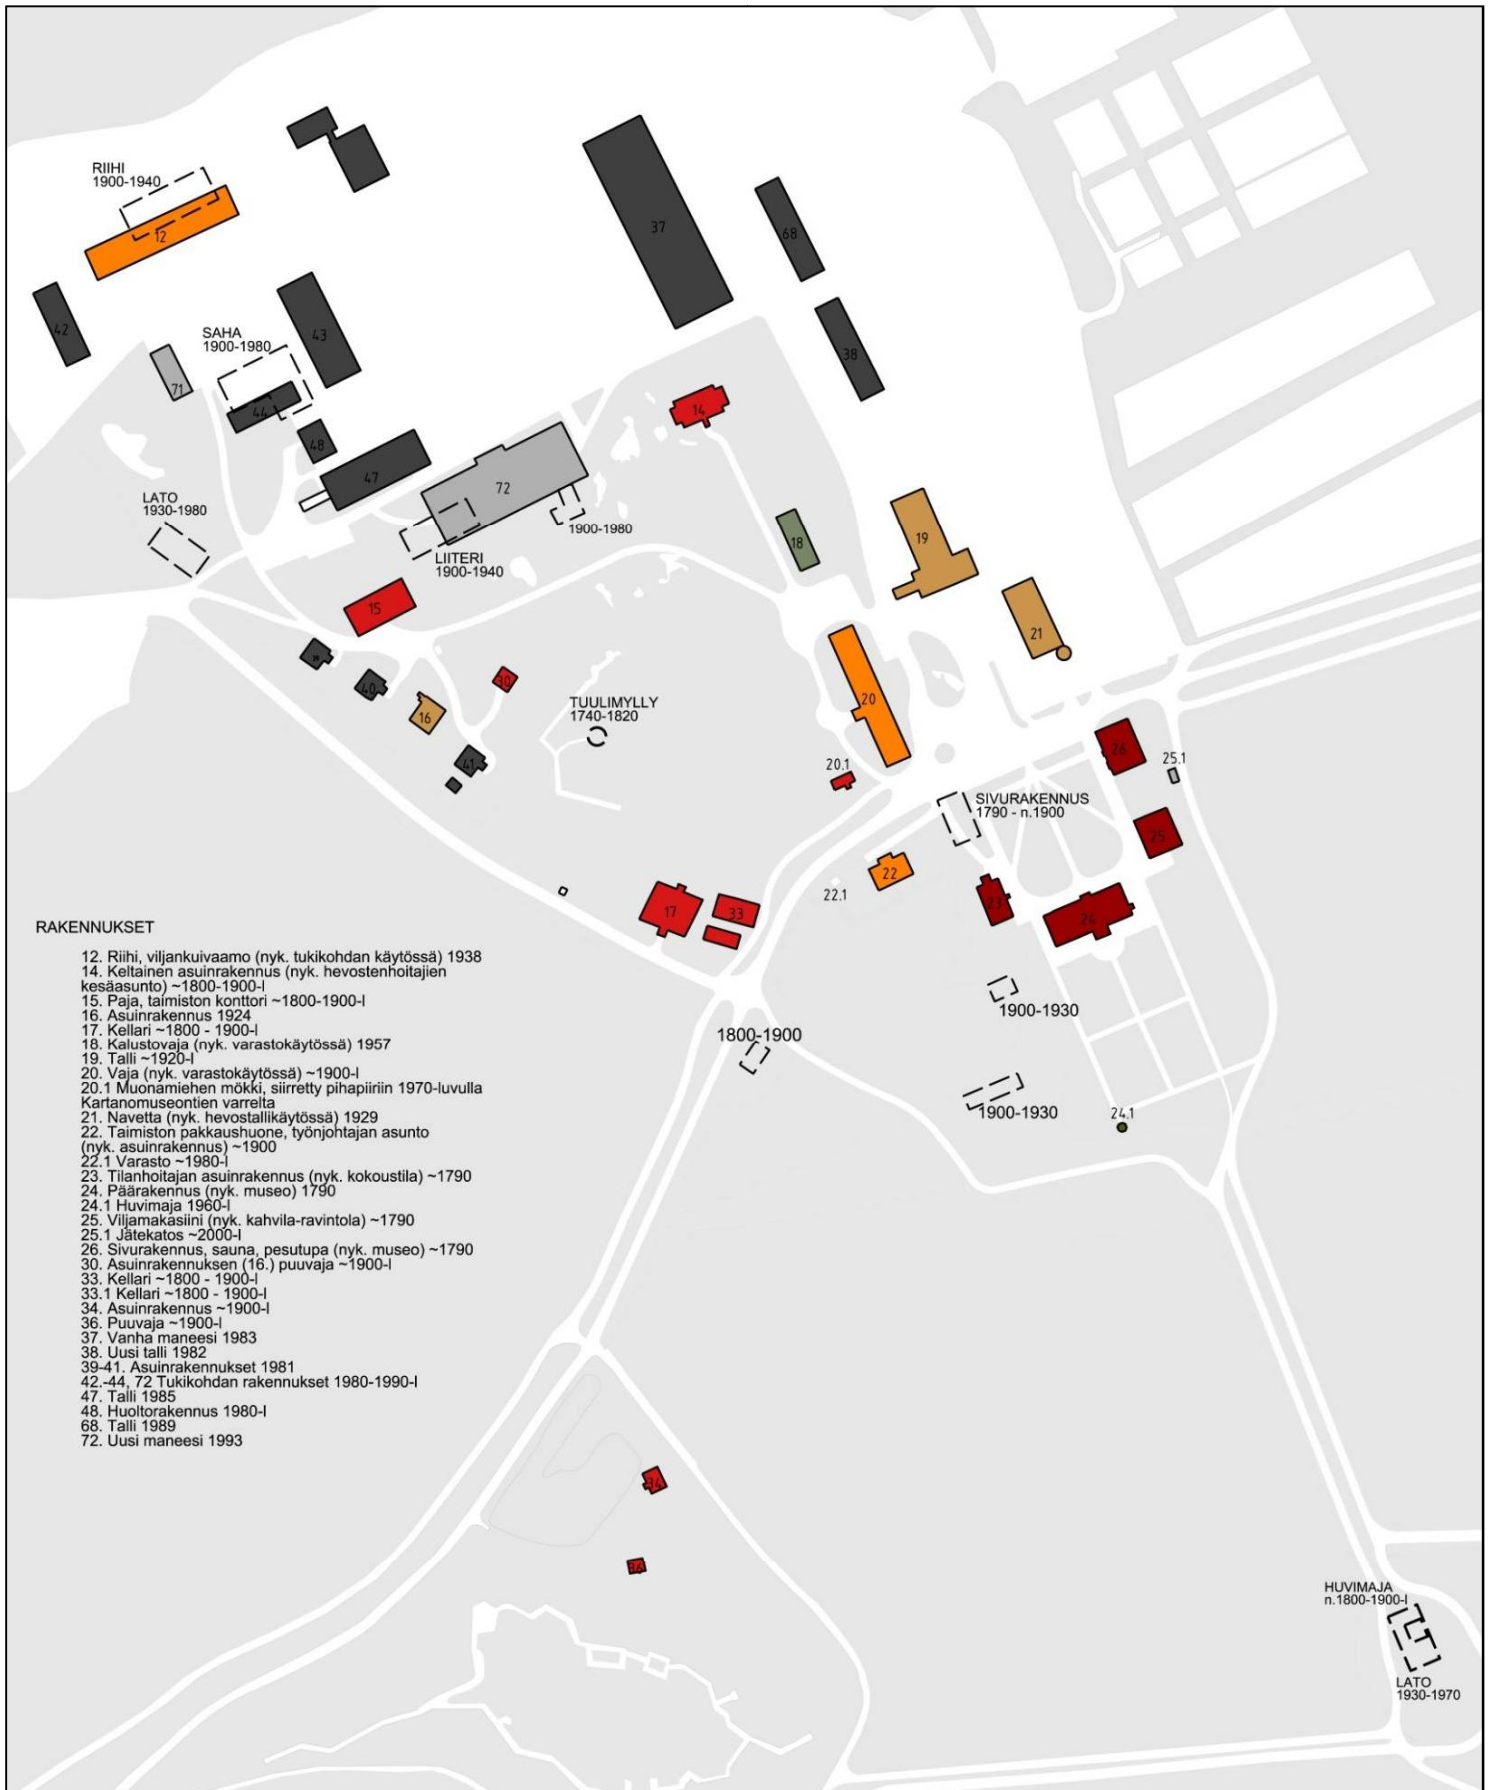 RIIHI
1900-1940
12
42
43
37
68
38
SAHA
1900-1980
71
44
48
47
14
72
LATO
1930-1980
1900-1980
LIITERI
1900-1940
18
19
15
21
39
40
30
16
TUULIMYLLY
1740-1820
20
41
20.1
26
25.1
SIVURAKENNUS
1790 - n.1900
25
22
22.1
23
17
33
24
1900-1930
1800-1900
1900-1930
24.1
RAKENNUKSET
12. Riihi, viljankuivaamo (nyk. tukikohdan käytössä) 1938
14. Keltainen asuinrakennus (nyk. hevostenhoitajien
kesäasunto) ~1800-1900-l
15. Paja, taimiston konttori ~1800-1900-l
16. Asuinrakennus 1924
17. Kellari ~1800 - 1900-l
18. Kalustovaja (nyk. varastokäytössä) 1957
19. Talli ~1920-l
20. Vaja (nyk. varastokäytössä) ~1900-l
20.1 Muonamiehen mökki, siirretty pihapiiriin 1970-luvulla
Kartanomuseontien varrelta
21. Navetta (nyk. hevostallikäytössä) 1929
22. Taimiston pakkaushuone, työnjohtajan asunto
(nyk. asuinrakennus) ~1900
22.1 Varasto ~1980-l
23. Tilanhoitajan asuinrakennus (nyk. kokoustila) ~1790
24. Päärakennus (nyk. museo) 1790
24.1 Huvimaja 1960-l
25. Viljamakasiini (nyk. kahvila-ravintola) ~1790
25.1 Jätekatos ~2000-l
26. Sivurakennus, sauna, pesutupa (nyk. museo) ~1790
30. Asuinrakennuksen (16.) puuvaja ~1900-l
33. Kellari ~1800 - 1900-l
33.1 Kellari ~1800 - 1900-l
34. Asuinrakennus ~1900-l
36. Puuvaja ~1900-l
37. Vanha maneesi 1983
38. Uusi talli 1982
39-41. Asuinrakennukset 1981
42.-44, 72 Tukikohdan rakennukset 1980-1990-l
47. Talli 1985
48. Huoltorakennus 1980-l
68. Talli 1989
72. Uusi maneesi 1993
34
36
HUVIMAJA
n.1800-1900-l
LATO
1930-1970